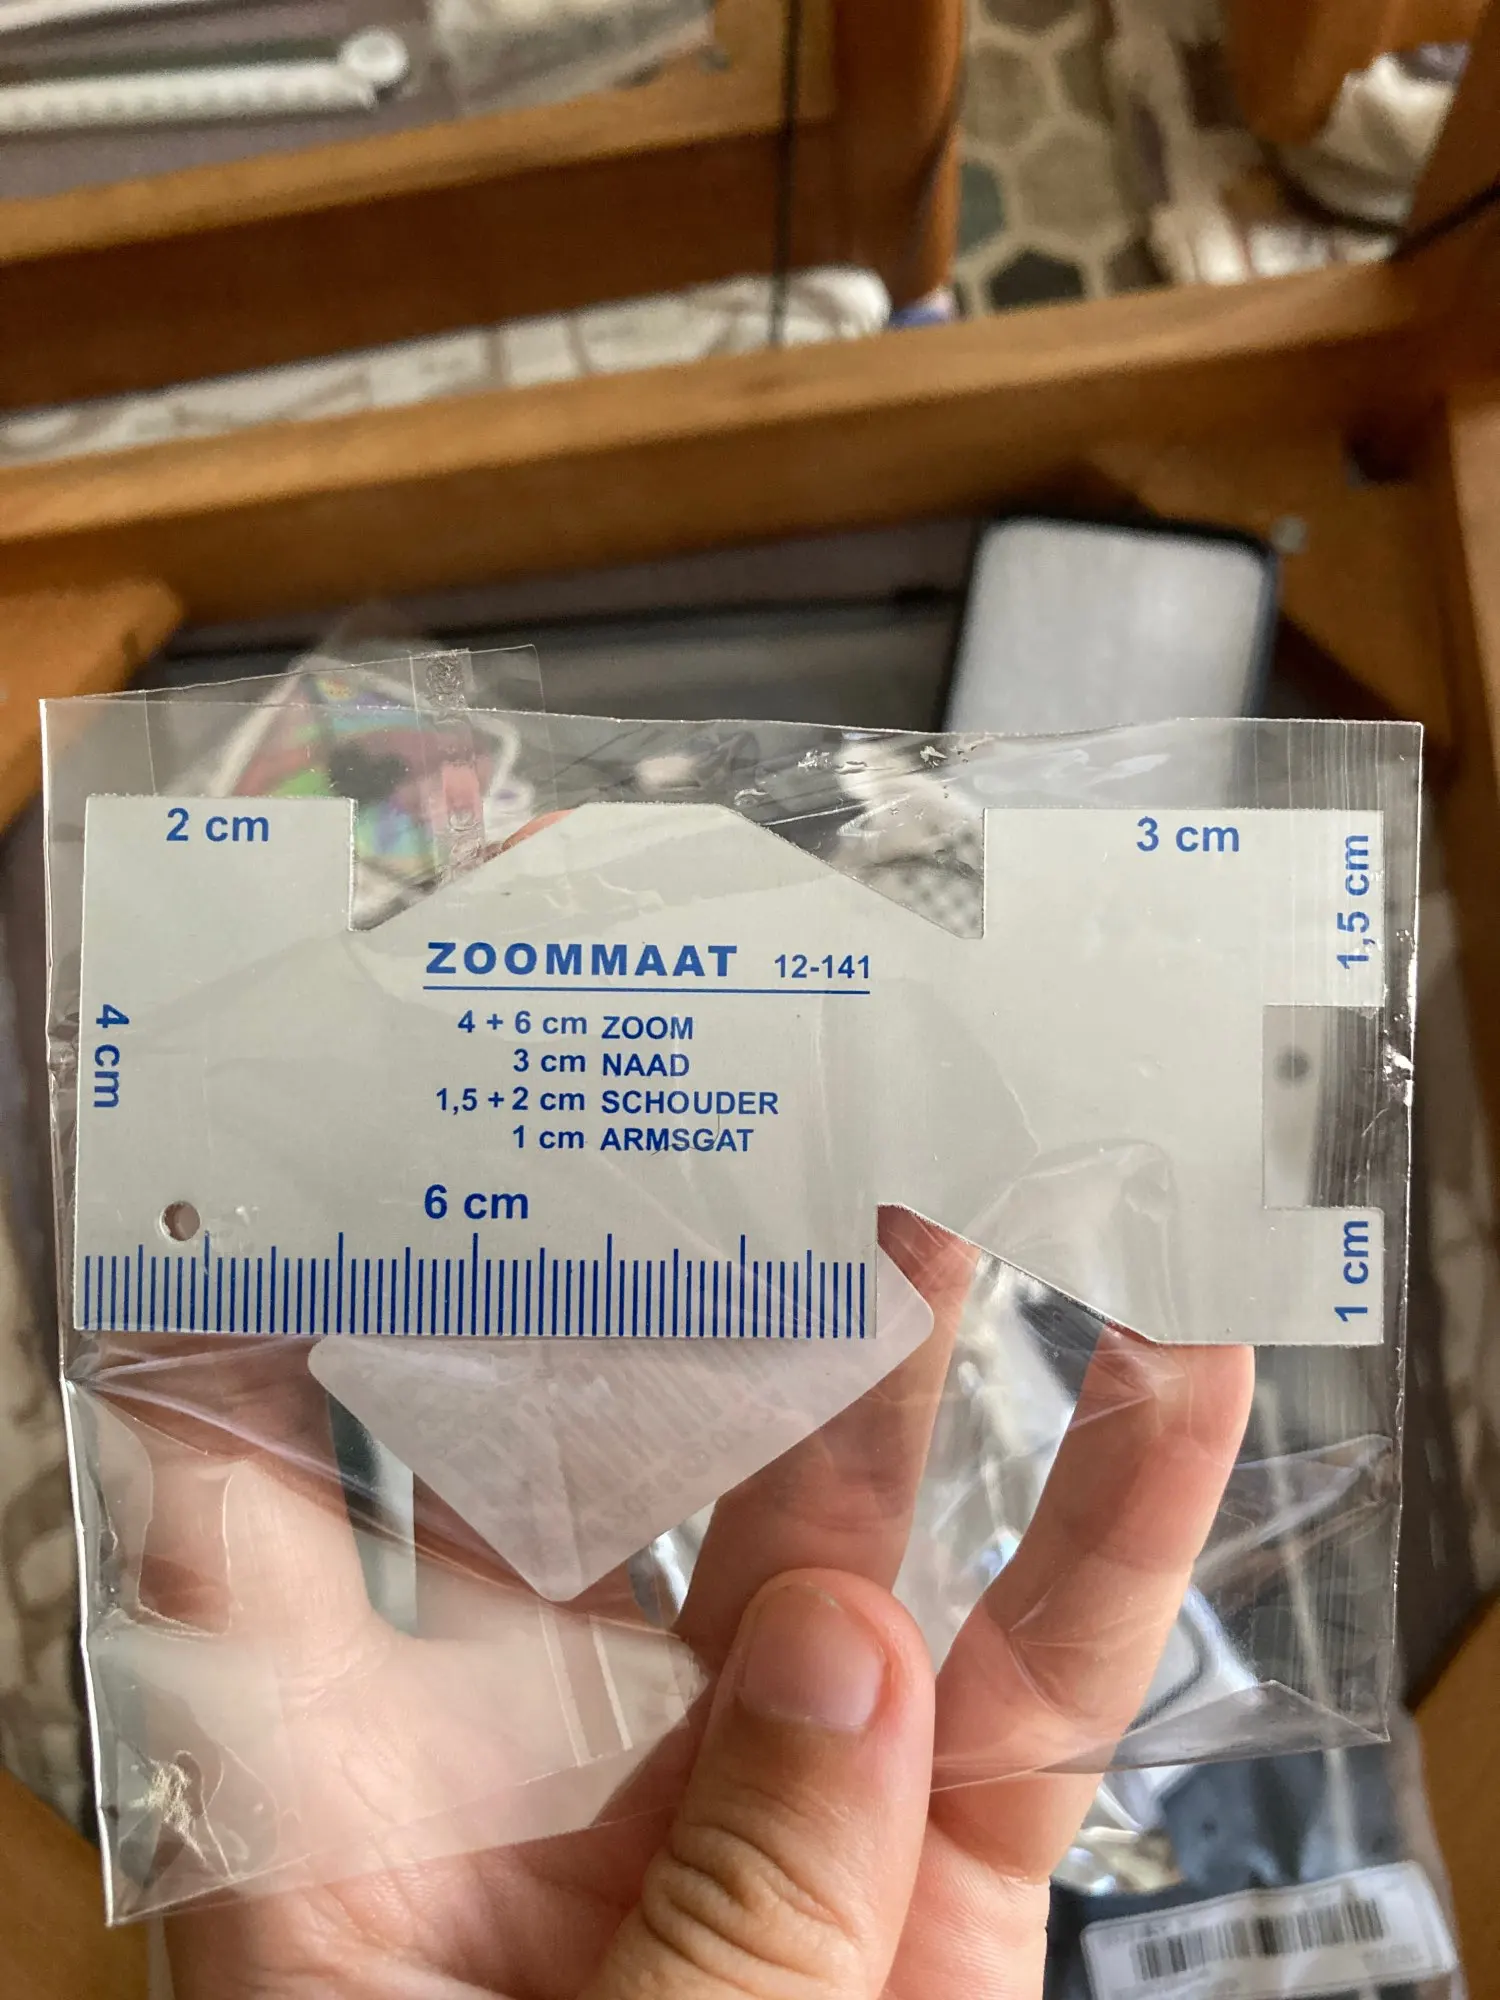 2 cm
3 cm
1,5 cm
ZOOMMAAT 12-141
4 + 6 cm ZOOM
3 cm NAAD
1,5 + 2 cm SCHOUDER
1 cm ARMSGAT
4 cm
6 cm
1 cm